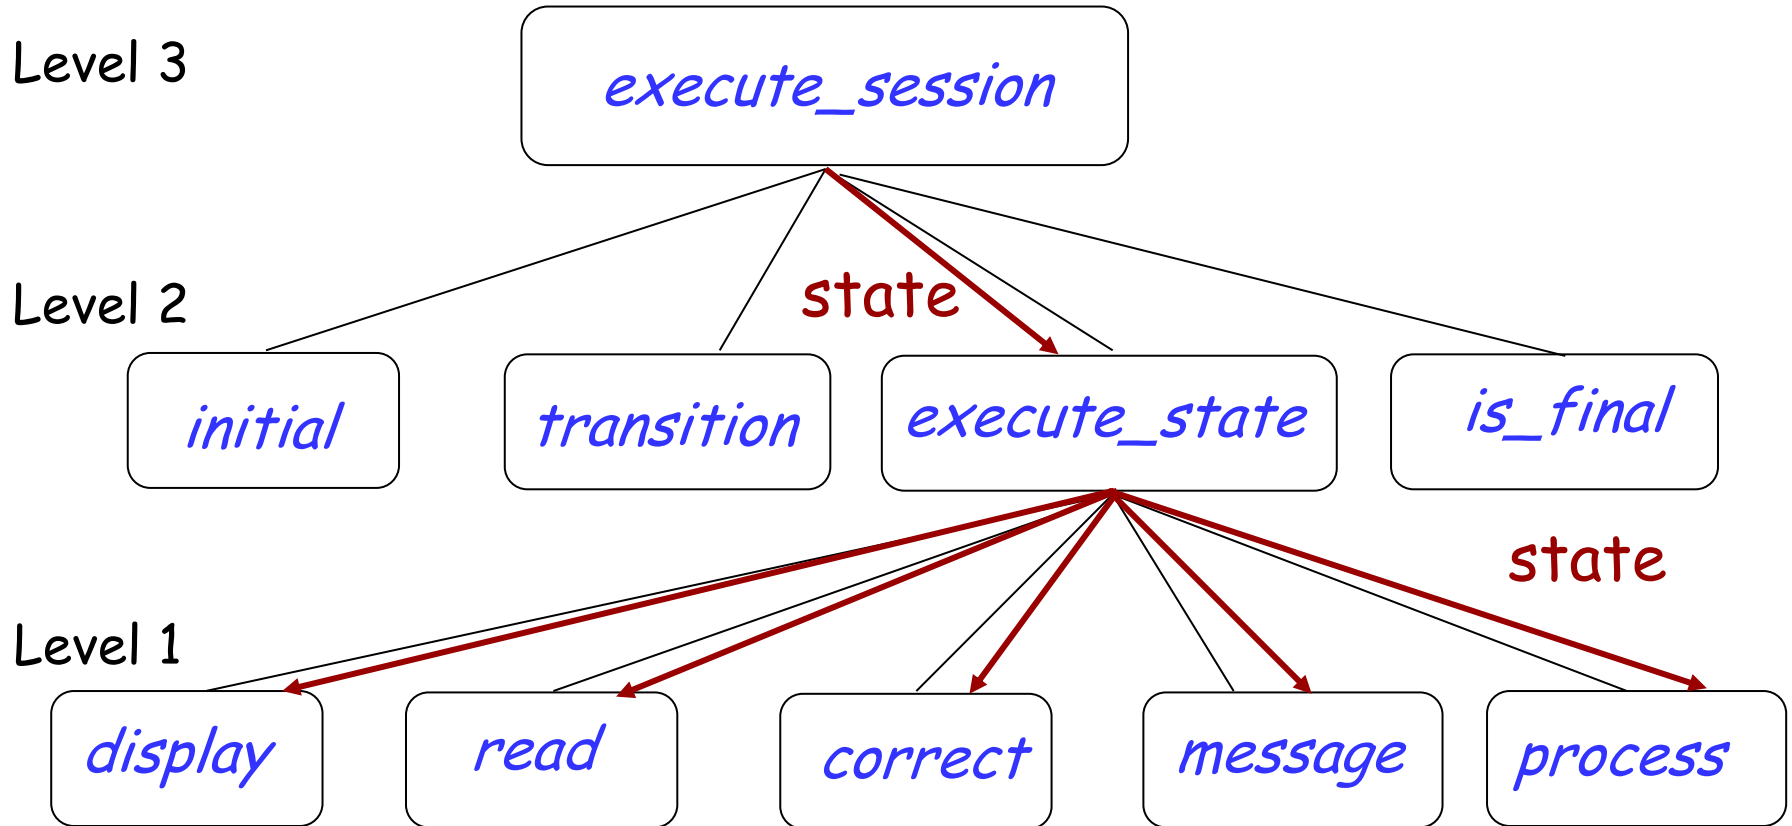 Level 3
execute_session
Level 2
state
initial
transition
execute_state
is_final
state
Level 1
display
read
correct
message
process